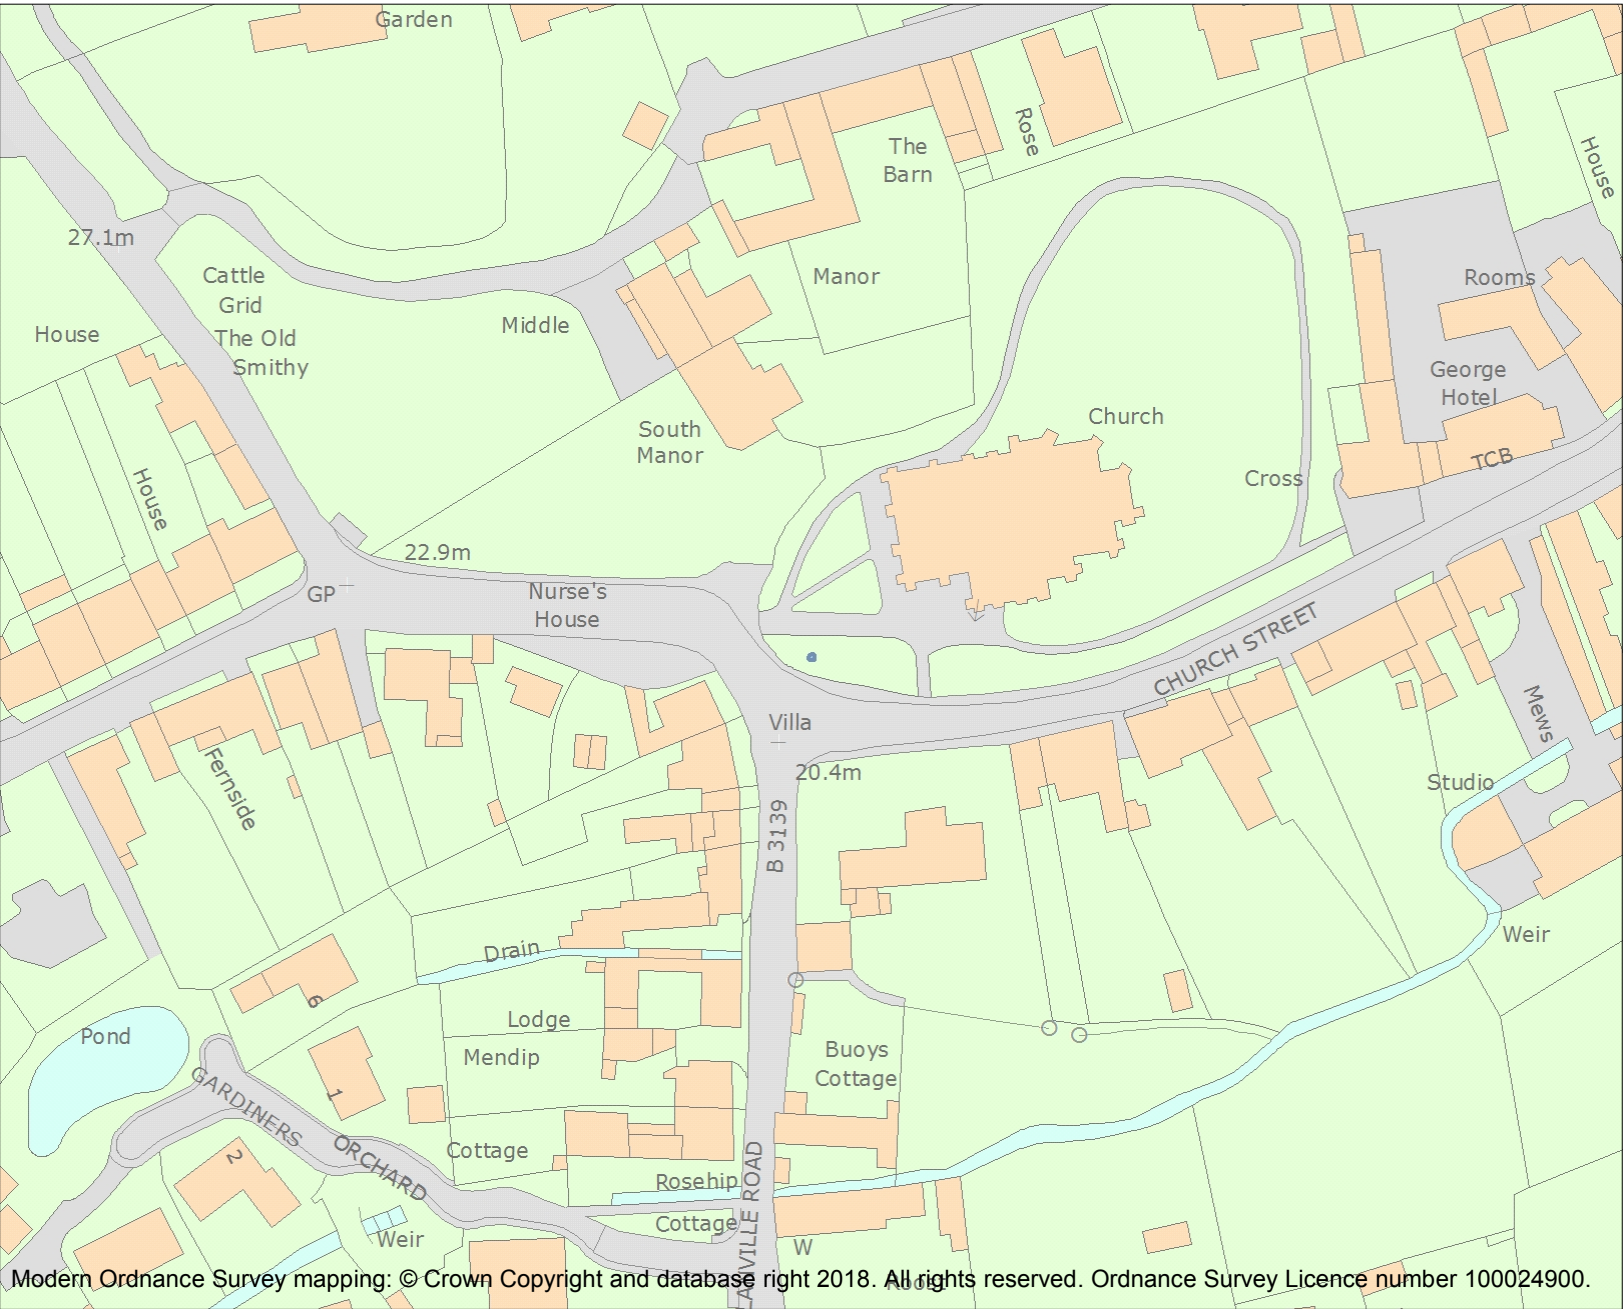 Garden
Rose
The
Barn
House
27.1m
Cattle
Grid
Manor
Rooms
House
Middle
The Old
Smithy
George
Hotel
Church
South
Manor
TCB
Cross
House
22.9m
GP
Nurse's
House
CHURCH STREET
Villa
Mews
20.4m
Fernside
Studio
B 3139
Drain
Weir
6
Lodge
Pond
Mendip
Buoys
Cottage
1
GARDINERS ORCHARD
Cottage
2
Rosehip
Cottage
Weir
W
Modern Ordnance Survey mapping: © Crown Copyright and database right 2018. All rights reserved. Ordnance Survey Licence number 100024900.